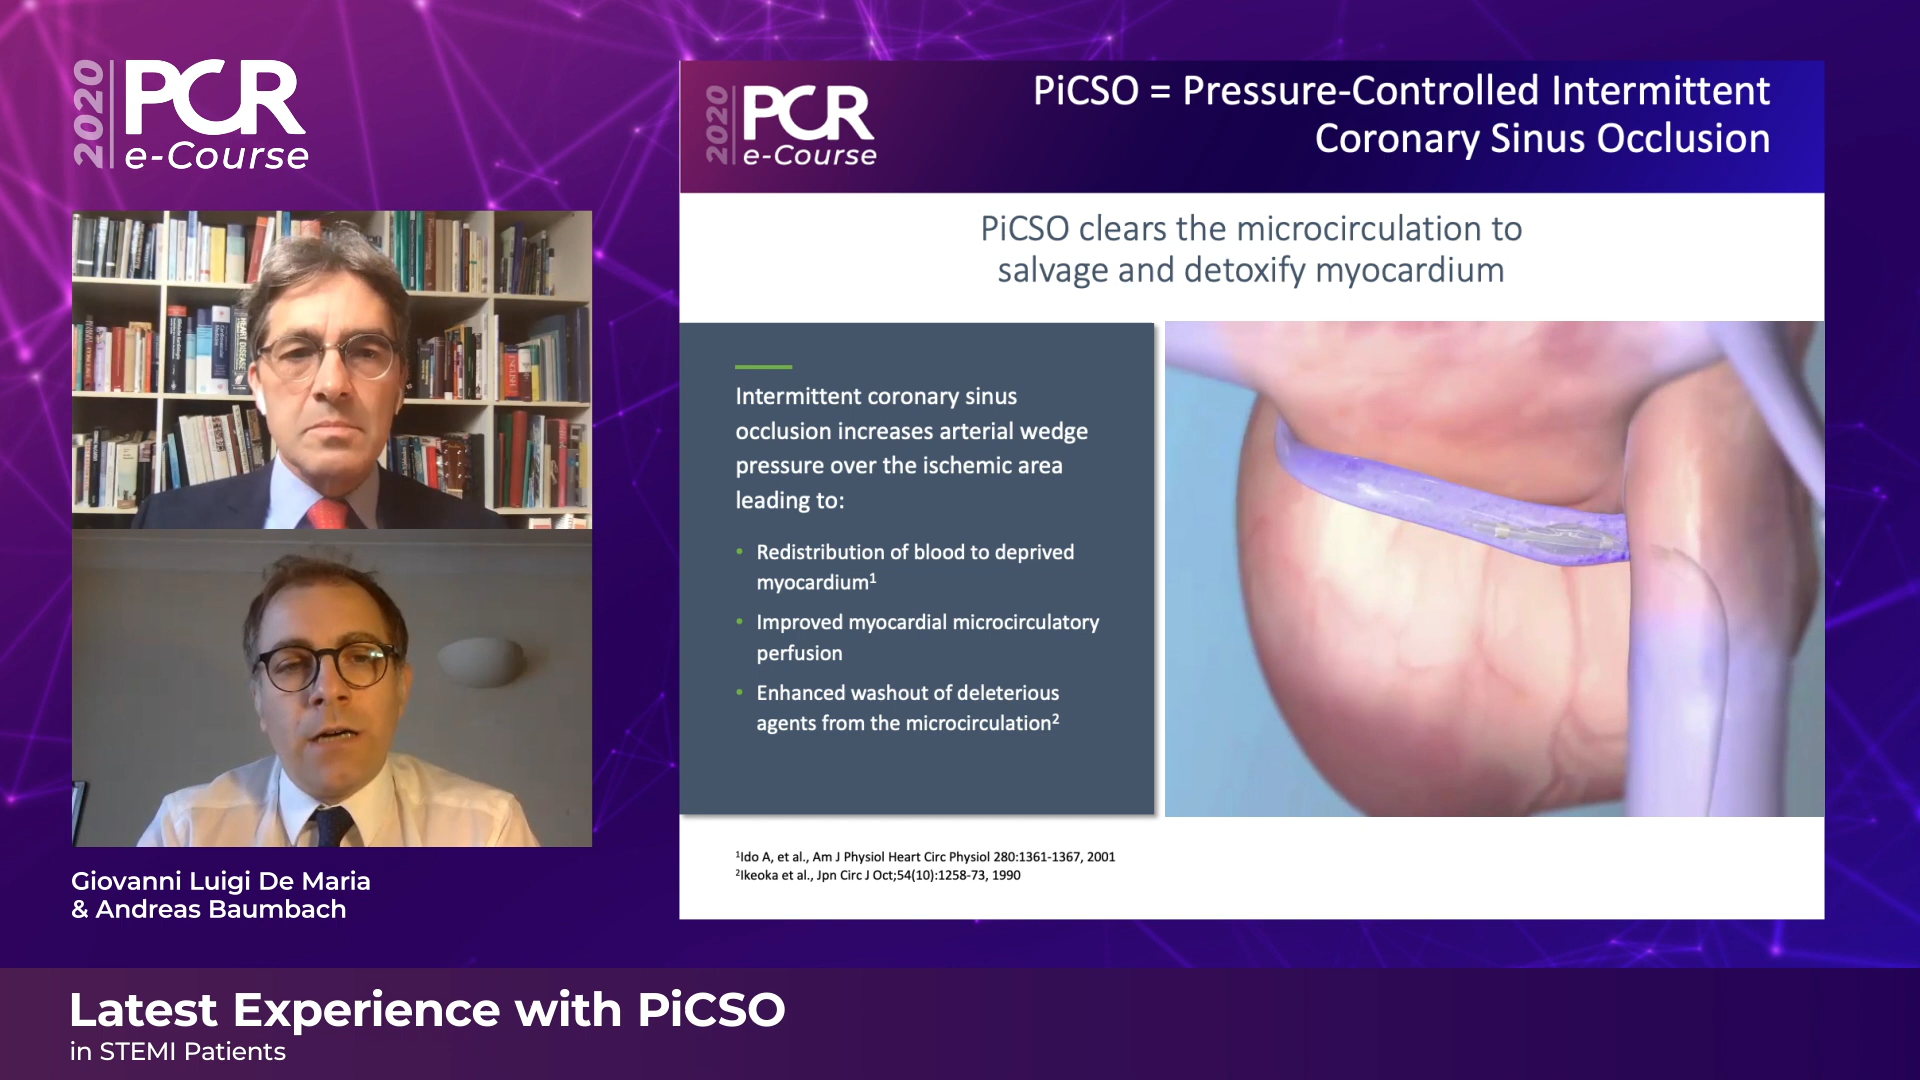 2020
PCR
e-Course
2020
PCR
e-Course
PiCSO = Pressure-Controlled Intermittent
Coronary Sinus Occlusion
PiCSO clears the microcirculation to
salvage and detoxify myocardium
Intermittent coronary sinus
occlusion increases arterial wedge
pressure over the ischemic area
leading to:
• Redistribution of blood to deprived
myocardium¹
• Improved myocardial microcirculatory
perfusion
• Enhanced washout of deleterious
agents from the microcirculation²
¹Ido A, et al., Am J Physiol Heart Circ Physiol 280:1361-1367, 2001
²Ikeoka et al., Jpn Circ J Oct;54(10):1258-73, 1990
HEART DISEASE
Giovanni Luigi De Maria
& Andreas Baumbach
Latest Experience with PiCSO
in STEMI Patients